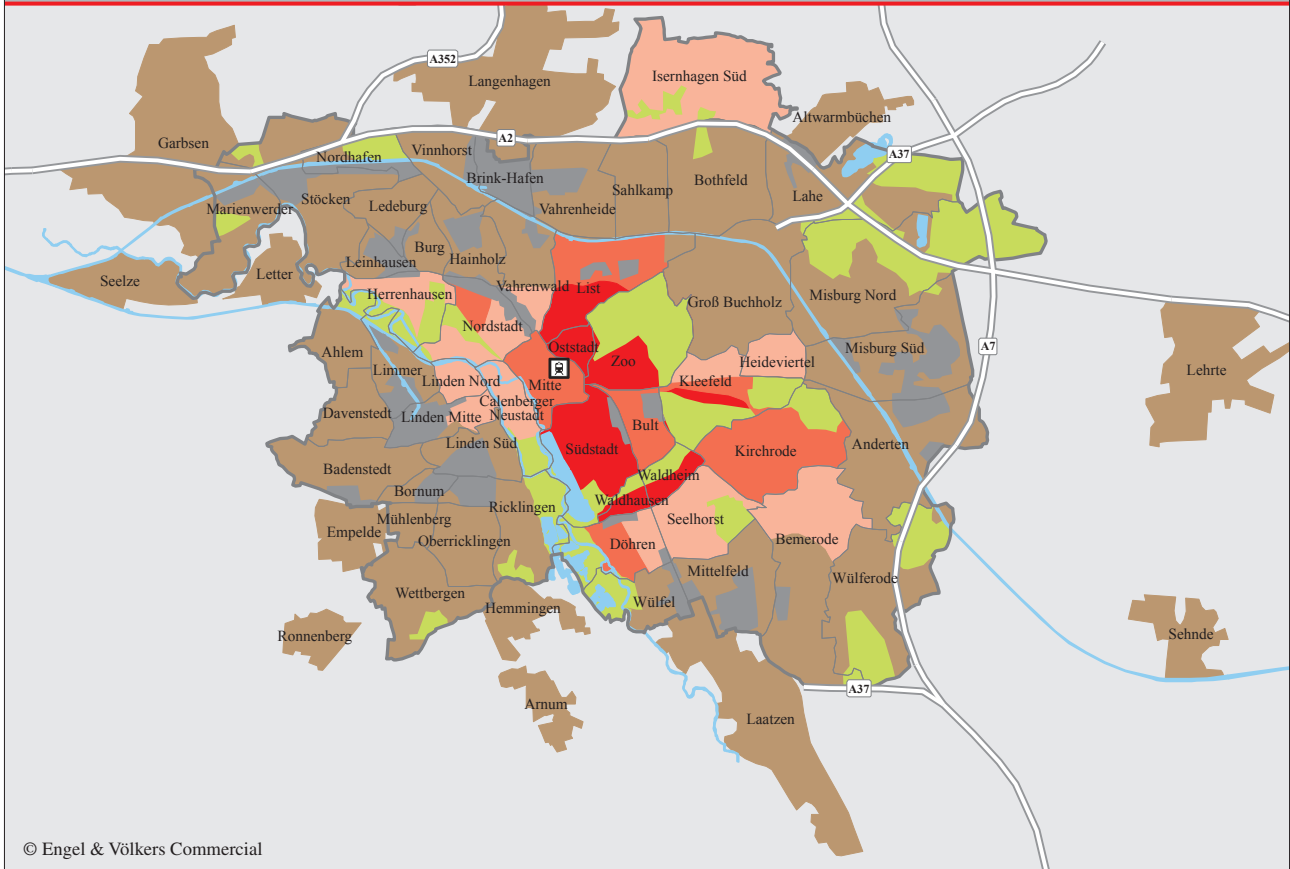 A352
Langenhagen
Isernhagen Süd
Altwarmbüchen
Garbsen
A2
Nordhafen
Vinnhorst
A37
Brink-Hafen
Bothfeld
Sahlkamp
Lahe
Stöcken
Ledeburg
Marienwerder
Vahrenheide
Burg
Hainholz
Leinhausen
Seelze
Letter
Herrenhausen
Vahrenwald
List
Groß Buchholz
Misburg Nord
Nordstadt
Oststadt
Zoo
Heideviertel
Misburg Süd
A7
Ahlem
Limmer
Linden Nord
Mitte
Kleefeld
Lehrte
Calenberger
Neustadt
Davenstedt
Linden Mitte
Bult
Linden Süd
Südstadt
Kirchrode
Anderten
Badenstedt
Waldheim
Bornum
Waldhausen
Ricklingen
Seelhorst
Mühlenberg
Empelde
Oberricklingen
Döhren
Bemerode
Mittelfeld
Wülferode
Wettbergen
Wülfel
Hemmingen
Ronnenberg
Sehnde
A37
Arnum
Laatzen
© Engel & Völkers Commercial